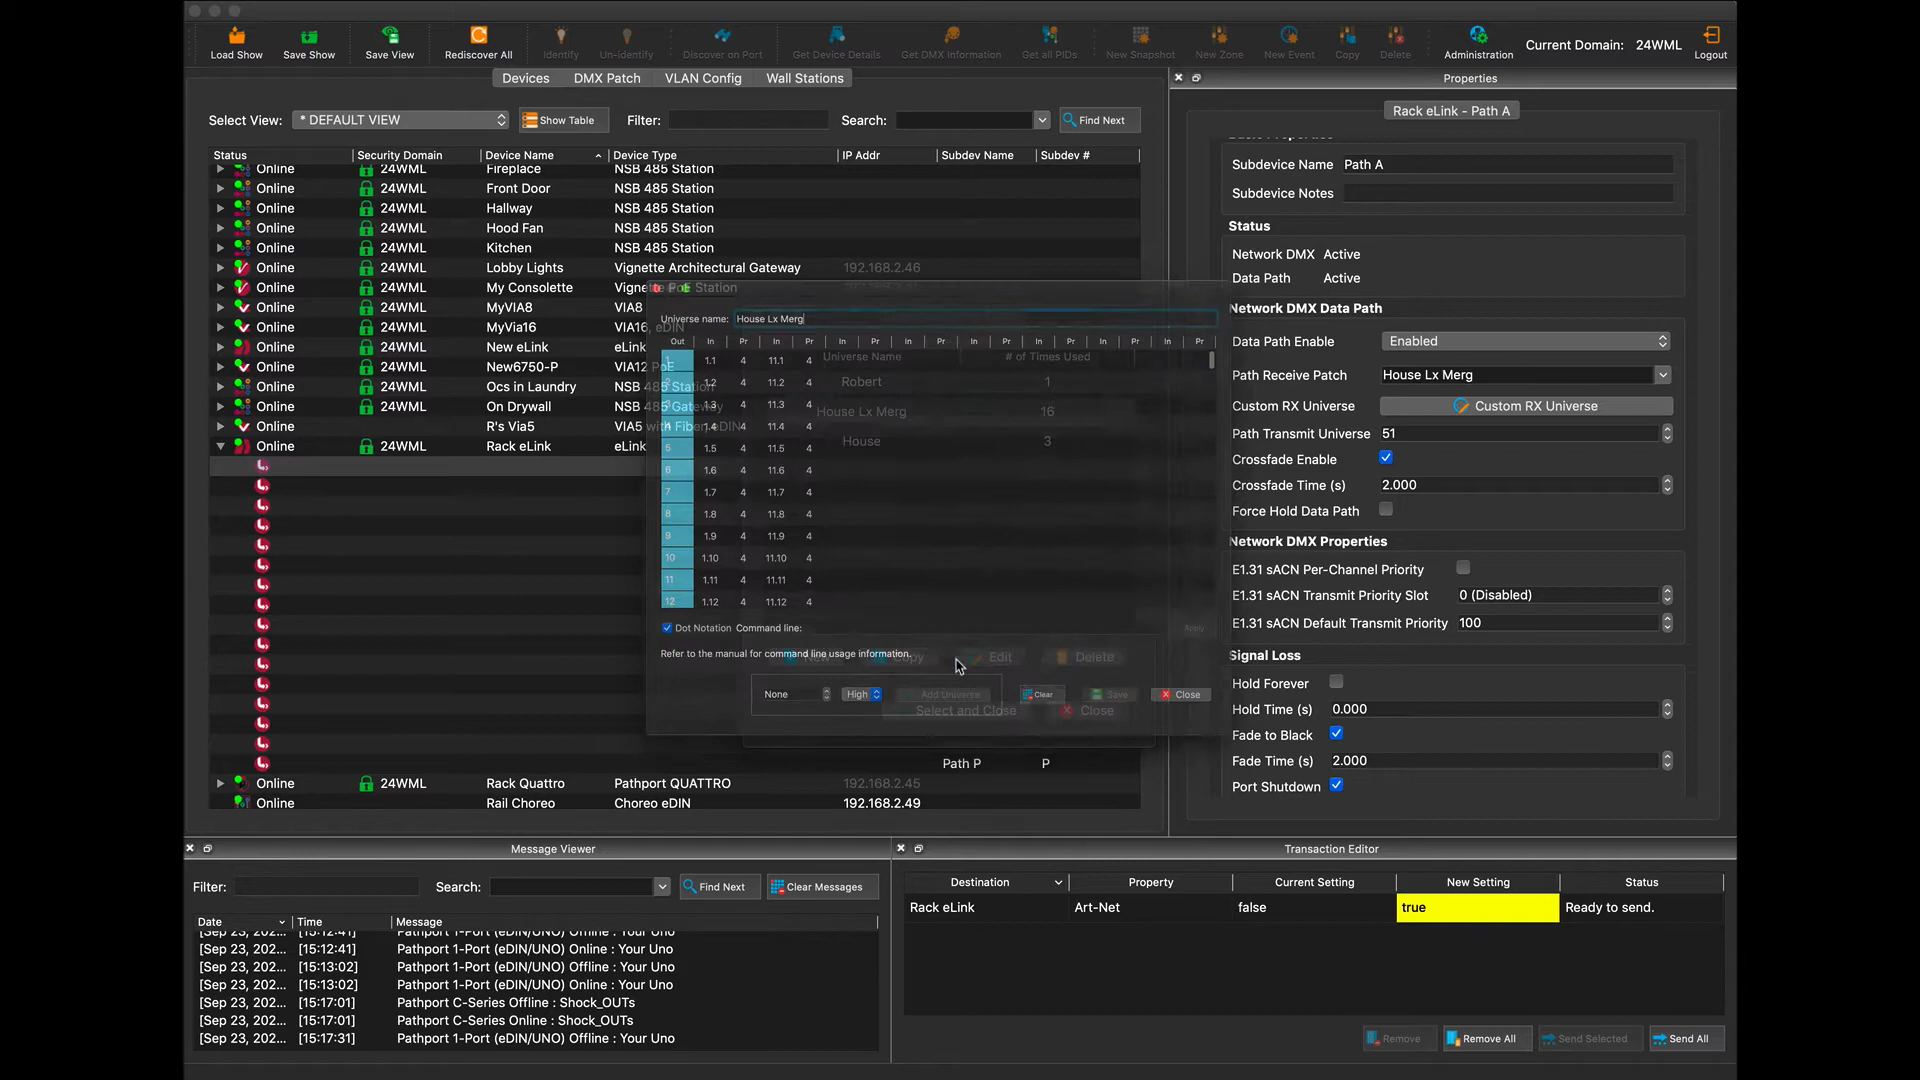 Load Show Save Show Save View Rediscover All Identify Un-identify Discover on Port Get Device Details Get DMX Information Get all PIDs New Snapshot New Zone New Event Copy Delete Administration Current Domain: 24WML Logout
Devices DMX Patch VLAN Config Wall Stations
Select View: * DEFAULT VIEW Show Table Filter: Search: Find Next
Status Security Domain Device Name Device Type IP Addr Subdev Name Subdev #
Online 24WML Fireplace NSB 485 Station
Online 24WML Front Door NSB 485 Station
Online 24WML Hallway NSB 485 Station
Online 24WML Hood Fan NSB 485 Station
Online 24WML Kitchen NSB 485 Station
Online 24WML Lobby Lights Vignette Architectural Gateway 192.168.2.46
Online 24WML My Consolette Vignette PoE Station
Online 24WML MyVIA8 VIA8
Online 24WML MyVia16 VIA16, eDIN
Online 24WML New eLink eLink
Online 24WML New6750-P VIA12 PoE
Online 24WML Ocs in Laundry NSB 485 Station
Online 24WML On Drywall NSB 485 Gateway
Online R's Via5 VIA5 with Fiber, eDIN
Online 24WML Rack eLink eLink
Path P P
Online 24WML Rack Quattro Pathport QUATTRO 192.168.2.45
Online Rail Choreo Choreo eDIN 192.168.2.49
Universe name: House Lx Merg
Out In Pr In Pr In Pr In Pr In Pr In Pr In Pr In Pr
1 1.1 4 11.1 4
2 1.2 4 11.2 4
3 1.3 4 11.3 4
4 1.4 4 11.4 4
5 1.5 4 11.5 4
6 1.6 4 11.6 4
7 1.7 4 11.7 4
8 1.8 4 11.8 4
9 1.9 4 11.9 4
10 1.10 4 11.10 4
11 1.11 4 11.11 4
12 1.12 4 11.12 4
Universe Name # of Times Used
Robert 1
House Lx Merg 16
House 3
Dot Notation Command line: Apply
Refer to the manual for command line usage information.
New Copy Edit Delete
None High Add Universe Clear Save Close
Select and Close Close
Properties
Rack eLink - Path A
Basic Properties
Subdevice Name Path A
Subdevice Notes
Status
Network DMX Active
Data Path Active
Network DMX Data Path
Data Path Enable Enabled
Path Receive Patch House Lx Merg
Custom RX Universe Custom RX Universe
Path Transmit Universe 51
Crossfade Enable
Crossfade Time (s) 2.000
Force Hold Data Path
Network DMX Properties
E1.31 sACN Per-Channel Priority
E1.31 sACN Transmit Priority Slot 0 (Disabled)
E1.31 sACN Default Transmit Priority 100
Signal Loss
Hold Forever
Hold Time (s) 0.000
Fade to Black
Fade Time (s) 2.000
Port Shutdown
Message Viewer
Filter: Search: Find Next Clear Messages
Date Time Message
[Sep 23, 202... [15:12:41] Pathport 1-Port (eDIN/UNO) Offline : Your Uno
[Sep 23, 202... [15:12:41] Pathport 1-Port (eDIN/UNO) Online : Your Uno
[Sep 23, 202... [15:13:02] Pathport 1-Port (eDIN/UNO) Offline : Your Uno
[Sep 23, 202... [15:13:02] Pathport 1-Port (eDIN/UNO) Online : Your Uno
[Sep 23, 202... [15:17:01] Pathport C-Series Offline : Shock_OUTs
[Sep 23, 202... [15:17:01] Pathport C-Series Online : Shock_OUTs
[Sep 23, 202... [15:17:31] Pathport 1-Port (eDIN/UNO) Offline : Your Uno
Transaction Editor
Destination Property Current Setting New Setting Status
Rack eLink Art-Net false true Ready to send.
Remove Remove All Send Selected Send All